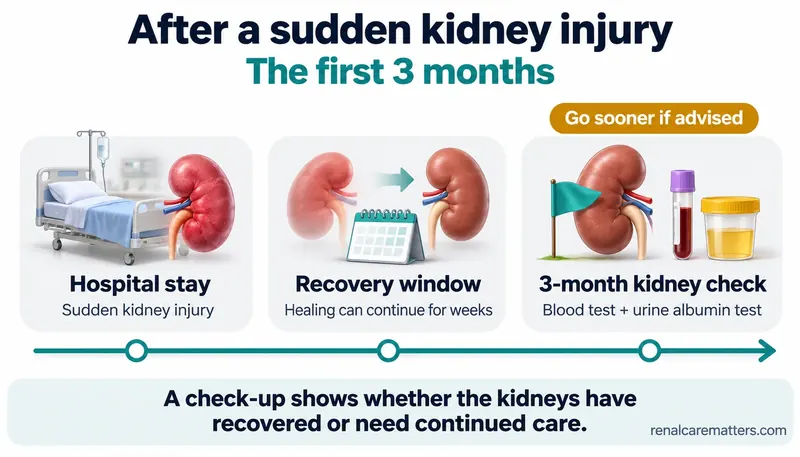 After a sudden kidney injury
The first 3 months
Go sooner if advised
Hospital stay
Sudden kidney injury
Recovery window
Healing can continue for weeks
3-month kidney check
Blood test + urine albumin test
A check-up shows whether the kidneys have
recovered or need continued care.
renalcarematters.com